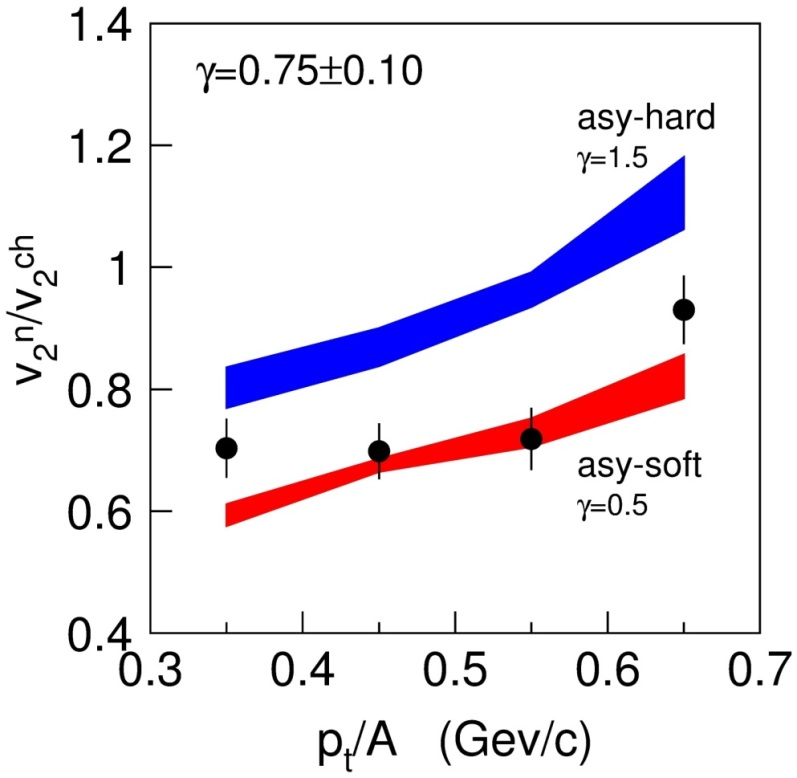 1.4
γ=0.75±0.10
asy-hard
γ=1.5
1.2
1
v₂ⁿ/v₂ᶜʰ
0.8
asy-soft
γ=0.5
0.6
0.4
0.3 0.4 0.5 0.6 0.7
pₜ/A (Gev/c)